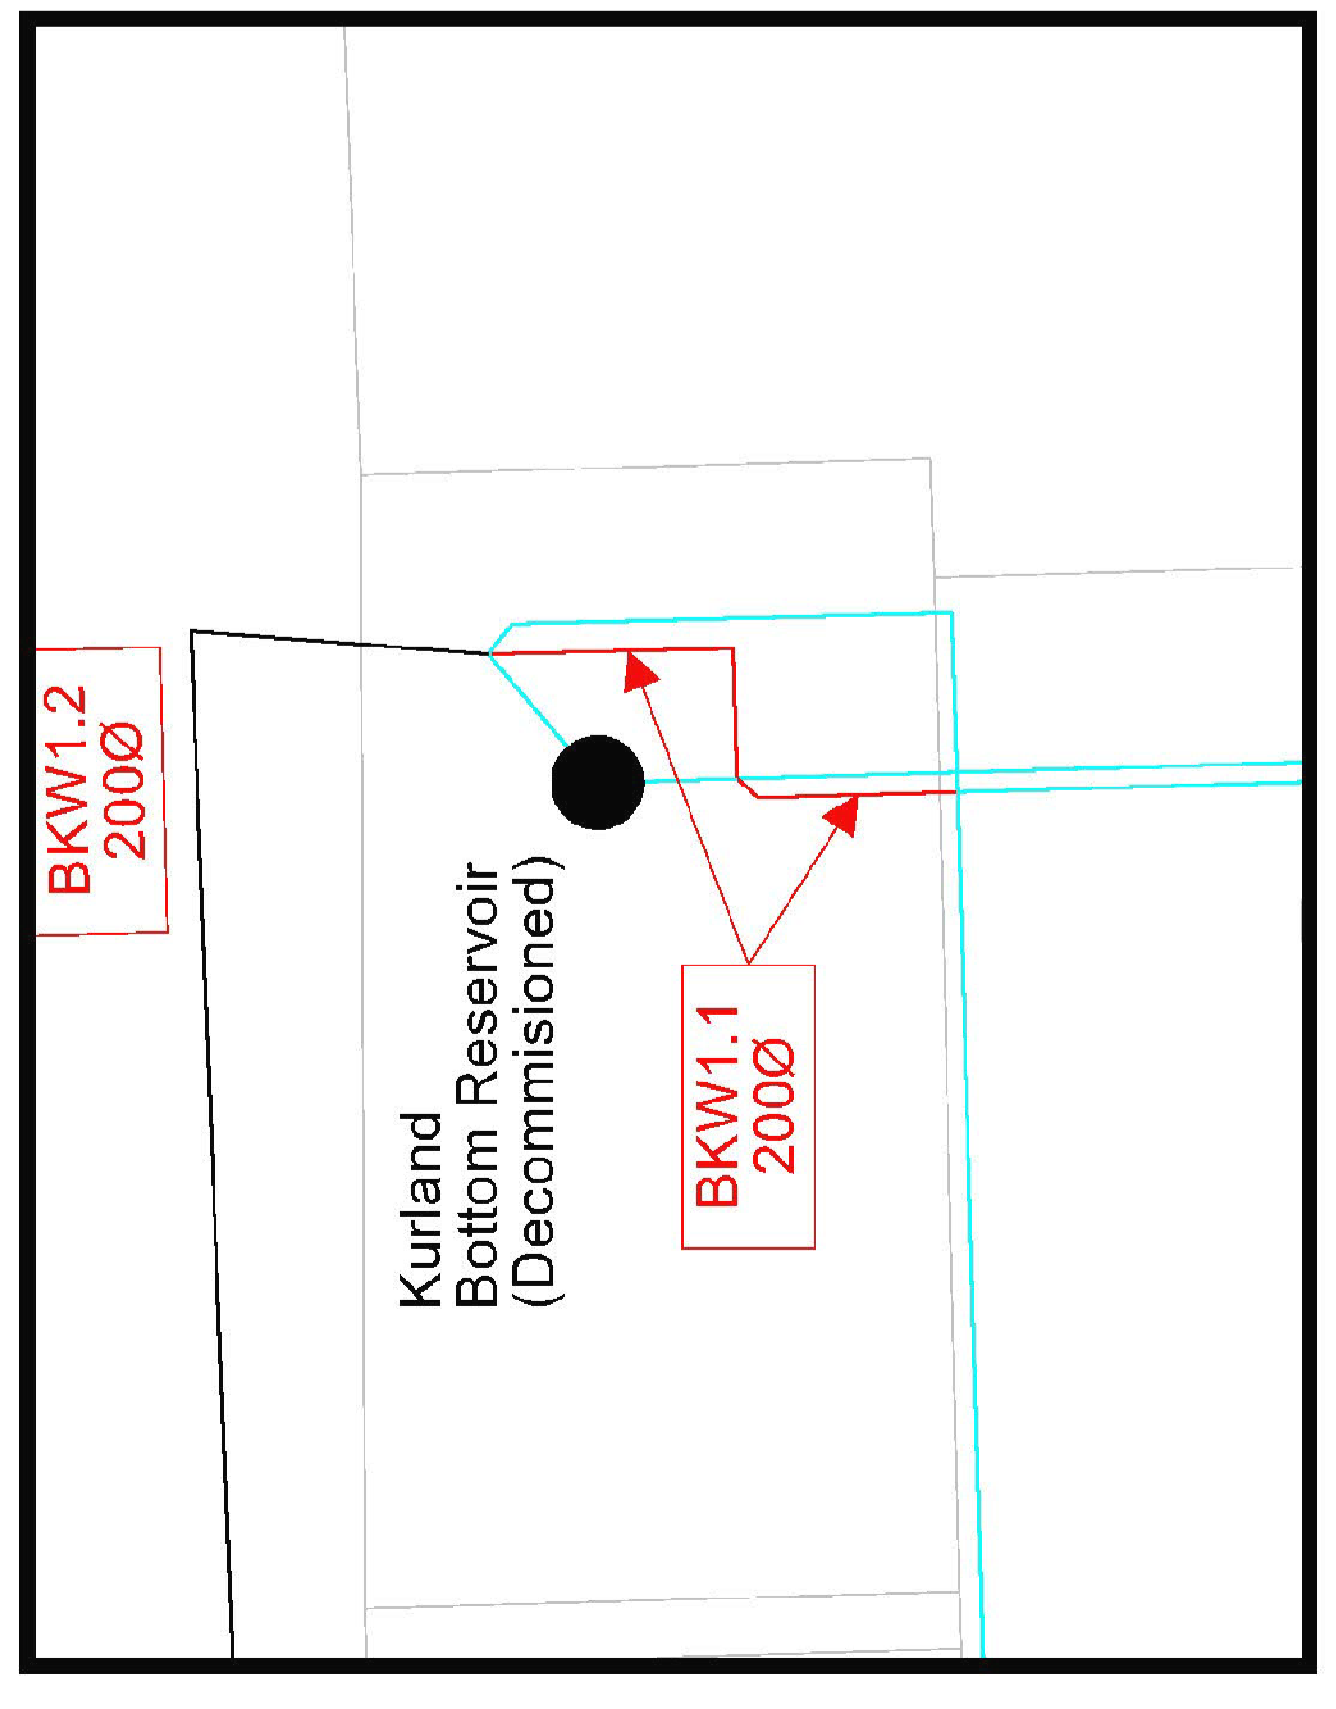 BKW1.2
200Ø
Kurland
Bottom Reservoir
(Decommisioned)
BKW1.1
200Ø